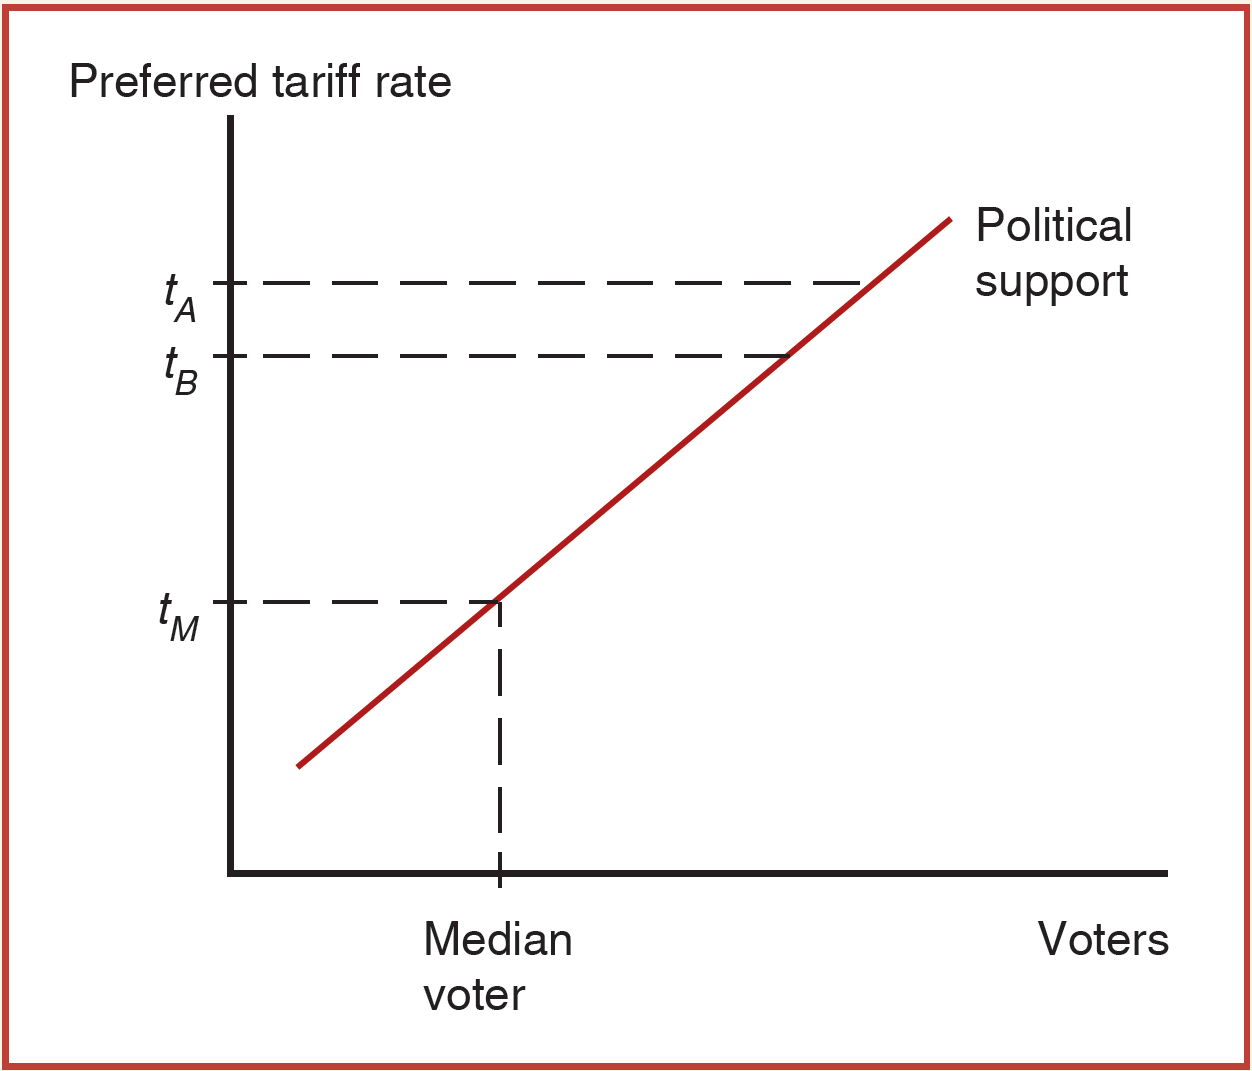 Preferred tariff rate
Political
support
tA
tB
tM
Median
voter
Voters